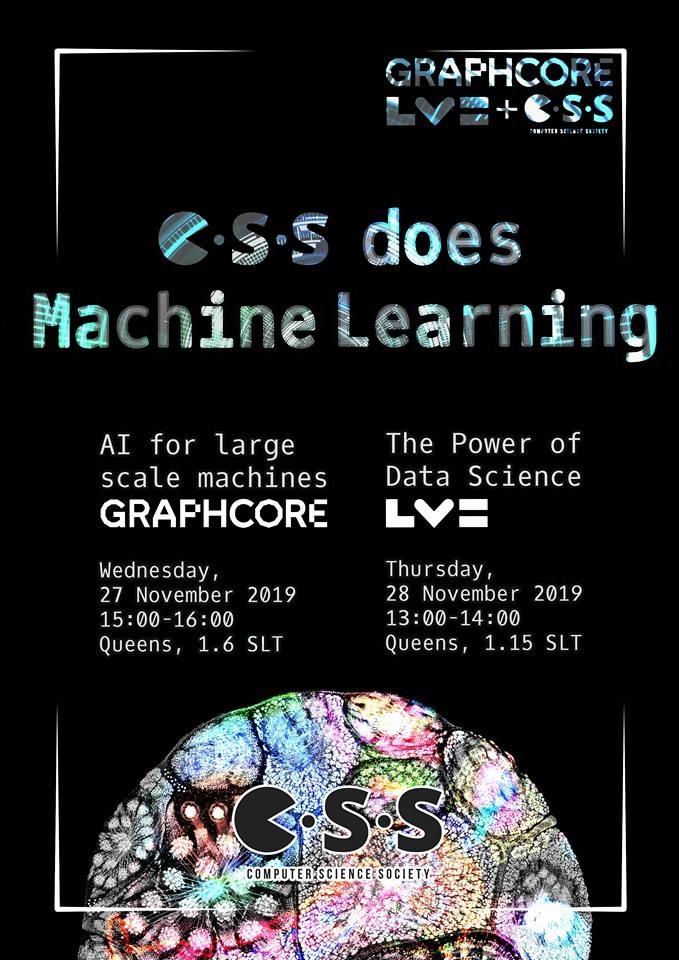 GRAPHCORE
LVE + C·S·S
COMPUTER SCIENCE SOCIETY
C·S·S does
Machine Learning
AI for large
scale machines
GRAPHCORE
Wednesday,
27 November 2019
15:00-16:00
Queens, 1.6 SLT
The Power of
Data Science
LVE
Thursday,
28 November 2019
13:00-14:00
Queens, 1.15 SLT
C·S·S
COMPUTER SCIENCE SOCIETY